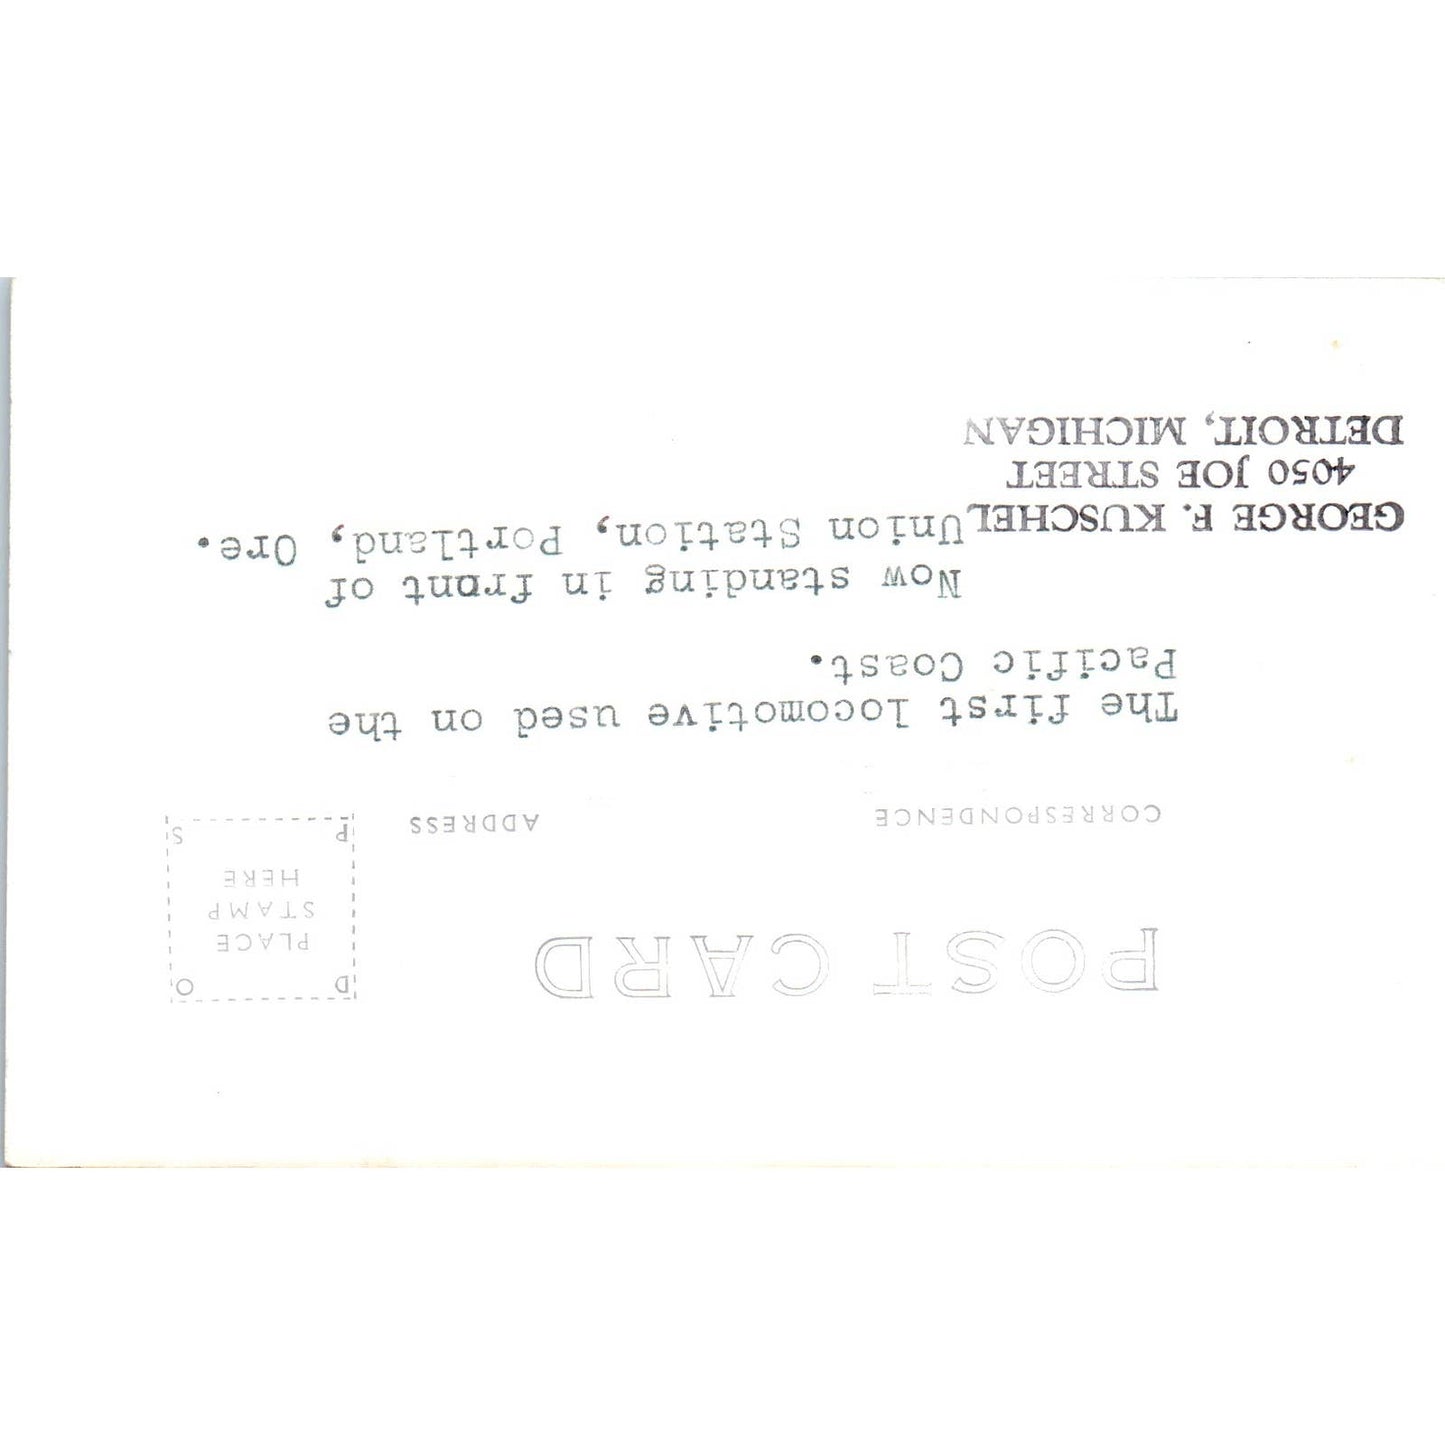 POST CARD
PLACE
STAMP
HERE
D
O
P
S
CORRESPONDENCE
ADDRESS
The first locomotive used on the
Pacific Coast.
Now standing in front of
Union Station, Portland, Ore.
GEORGE F. KUSCHEL
4050 JOE STREET
DETROIT, MICHIGAN